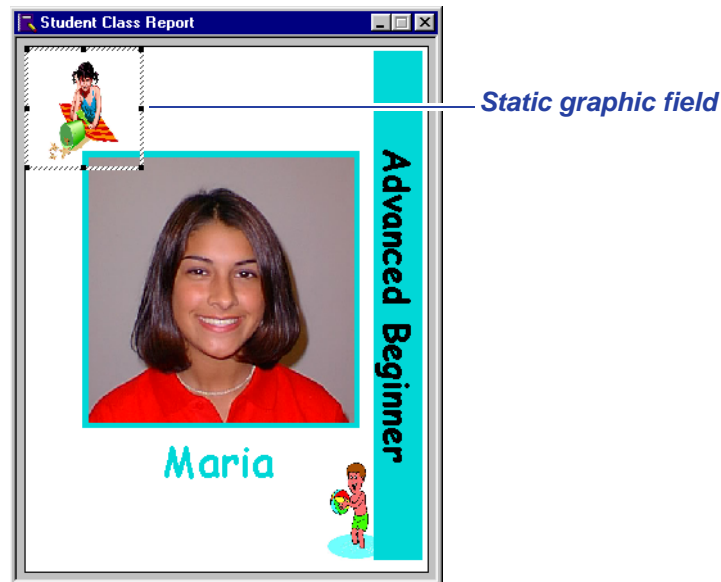 Student Class Report
Static graphic field
Advanced Beginner
Maria